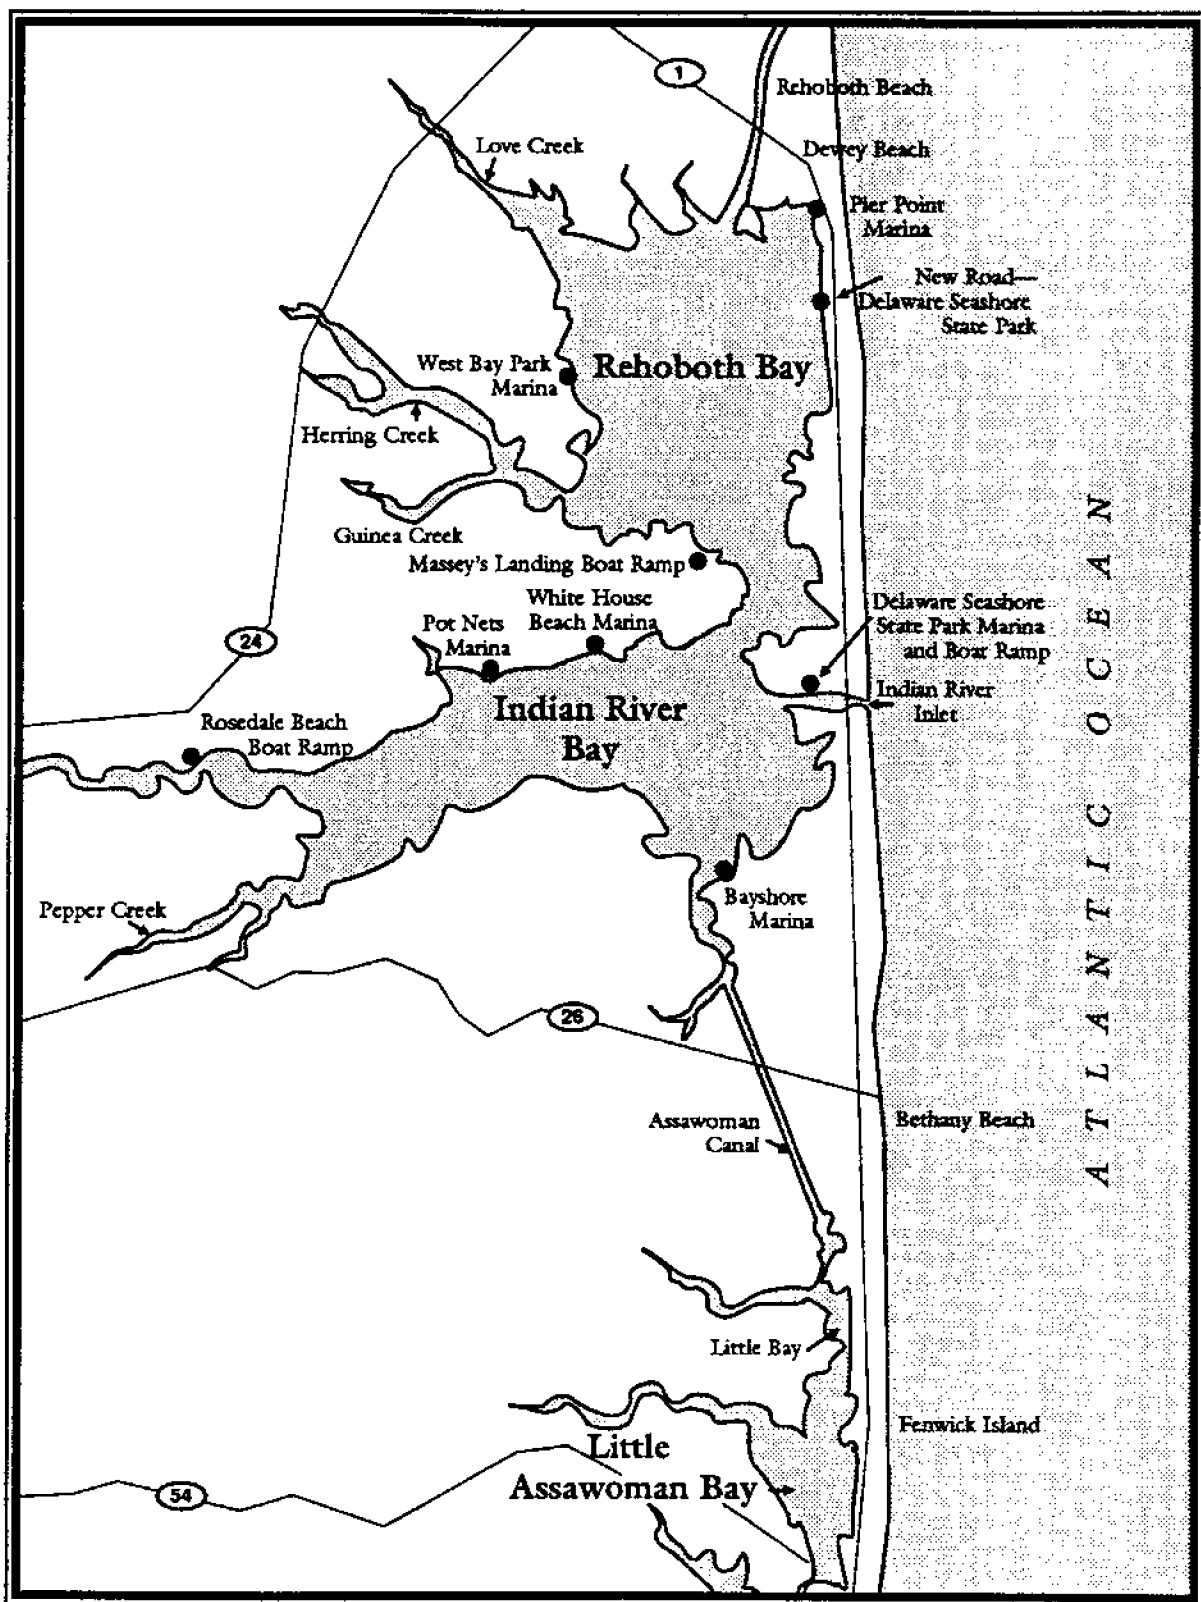 1
Rehoboth Beach
Love Creek
Dewey Beach
Pier Point
Marina
New Road—
Delaware Seashore
State Park
West Bay Park
Marina
Rehoboth Bay
Herring Creek
Guinea Creek
Massey's Landing Boat Ramp
White House
Beach Marina
Pot Nets
Marina
24
Delaware Seashore
State Park Marina
and Boat Ramp
Indian River
Inlet
Indian River
Bay
Rosedale Beach
Boat Ramp
ATLANTIC OCEAN
Pepper Creek
Bayshore
Marina
26
Assawoman
Canal
Bethany Beach
Little Bay
Fenwick Island
Little
Assawoman Bay
54